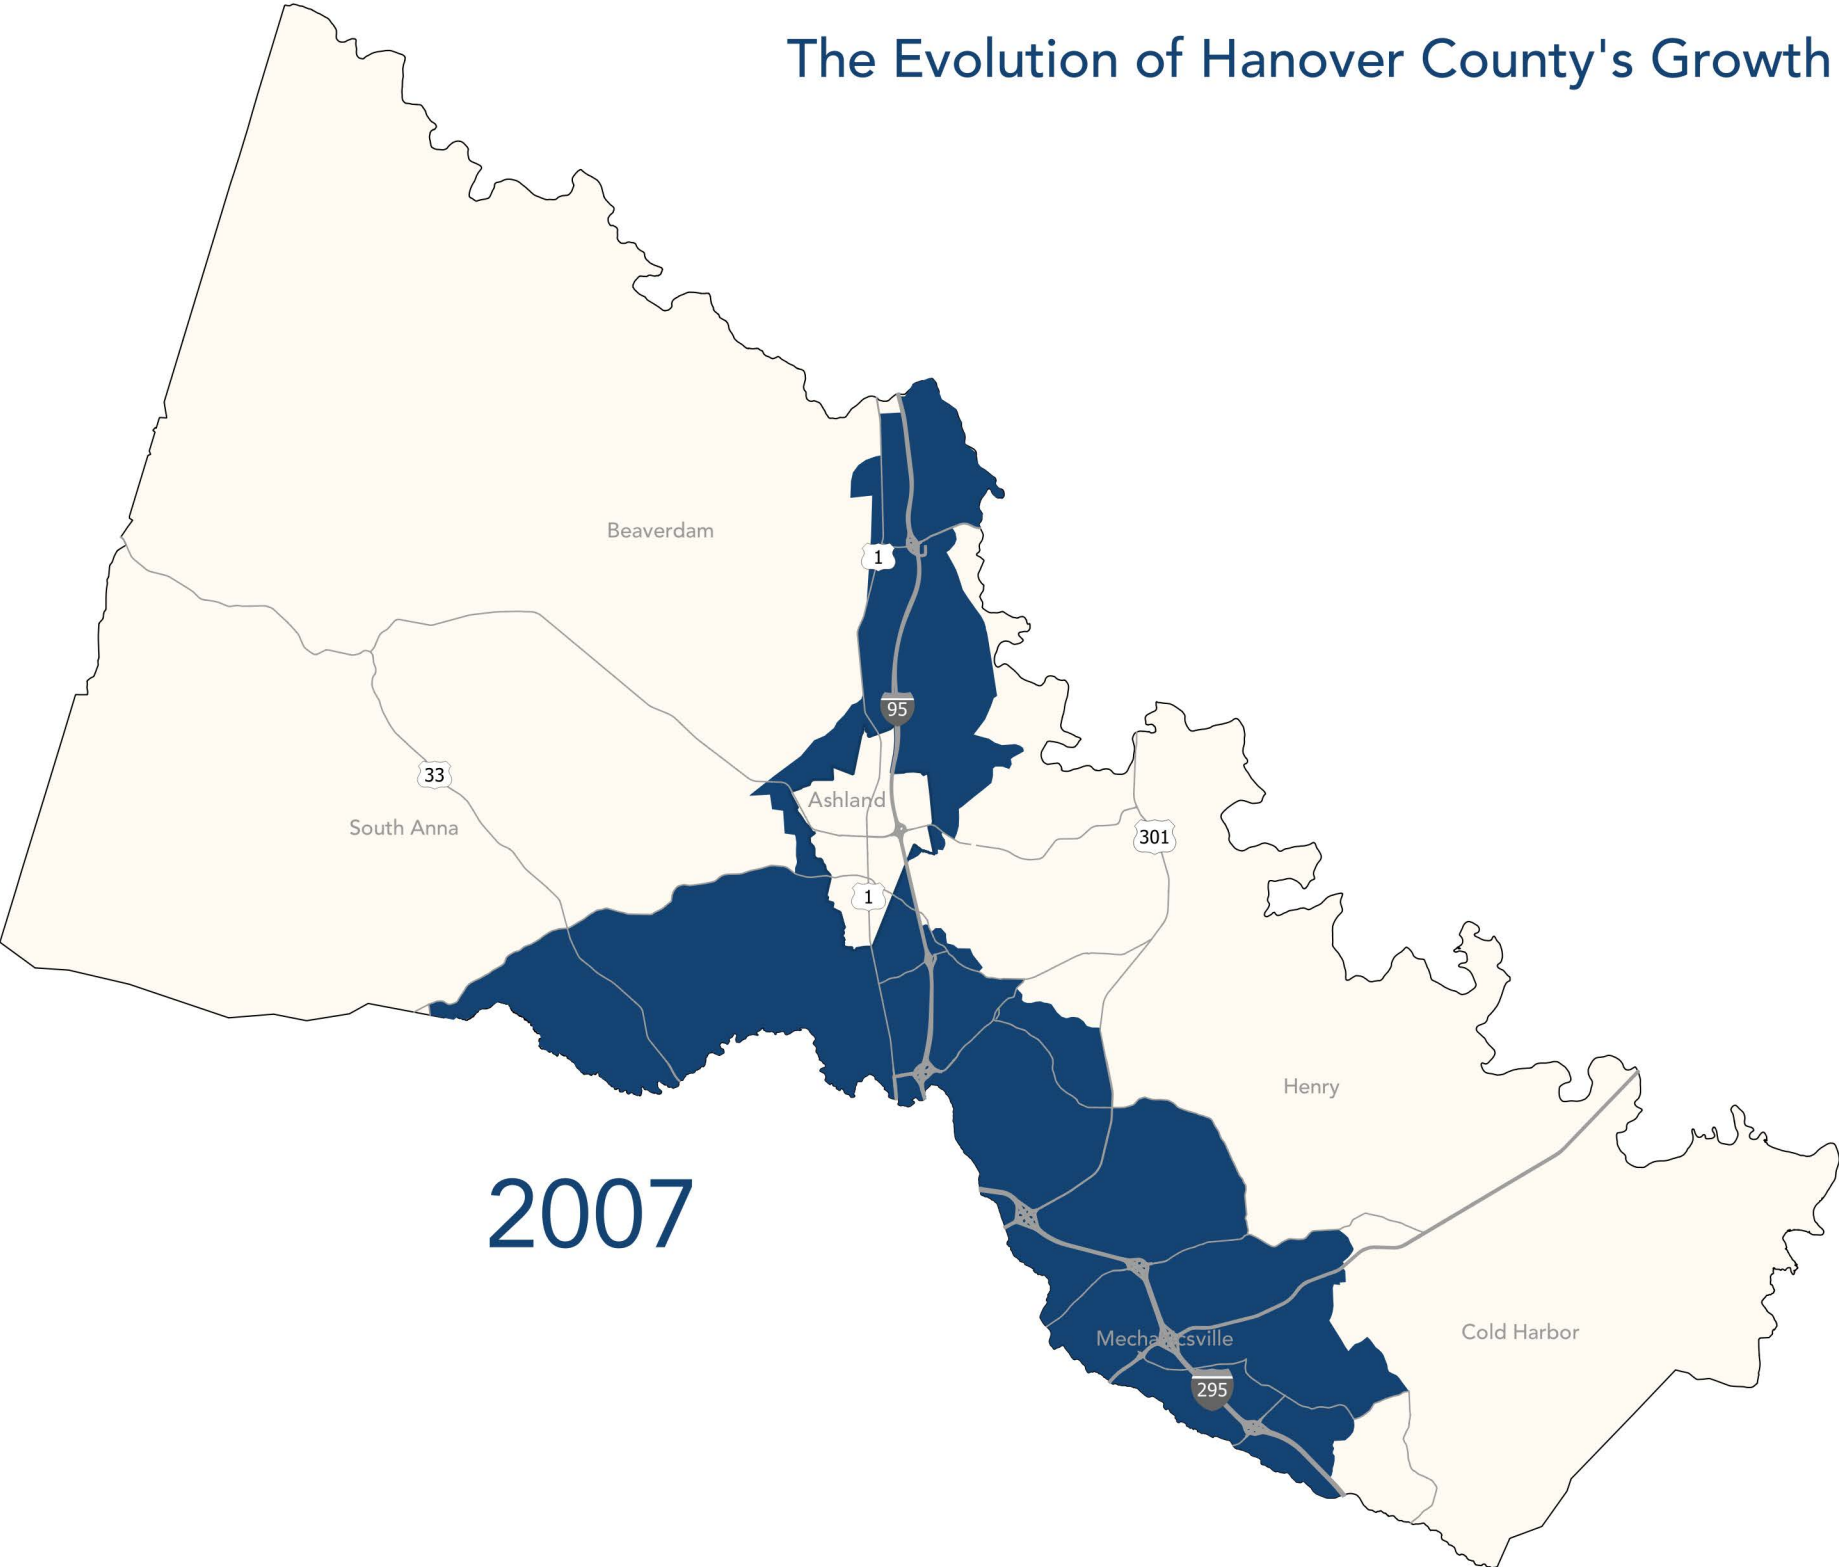 The Evolution of Hanover County's Growth
Beaverdam
1
95
33
Ashland
South Anna
301
1
Henry
2007
Cold Harbor
295